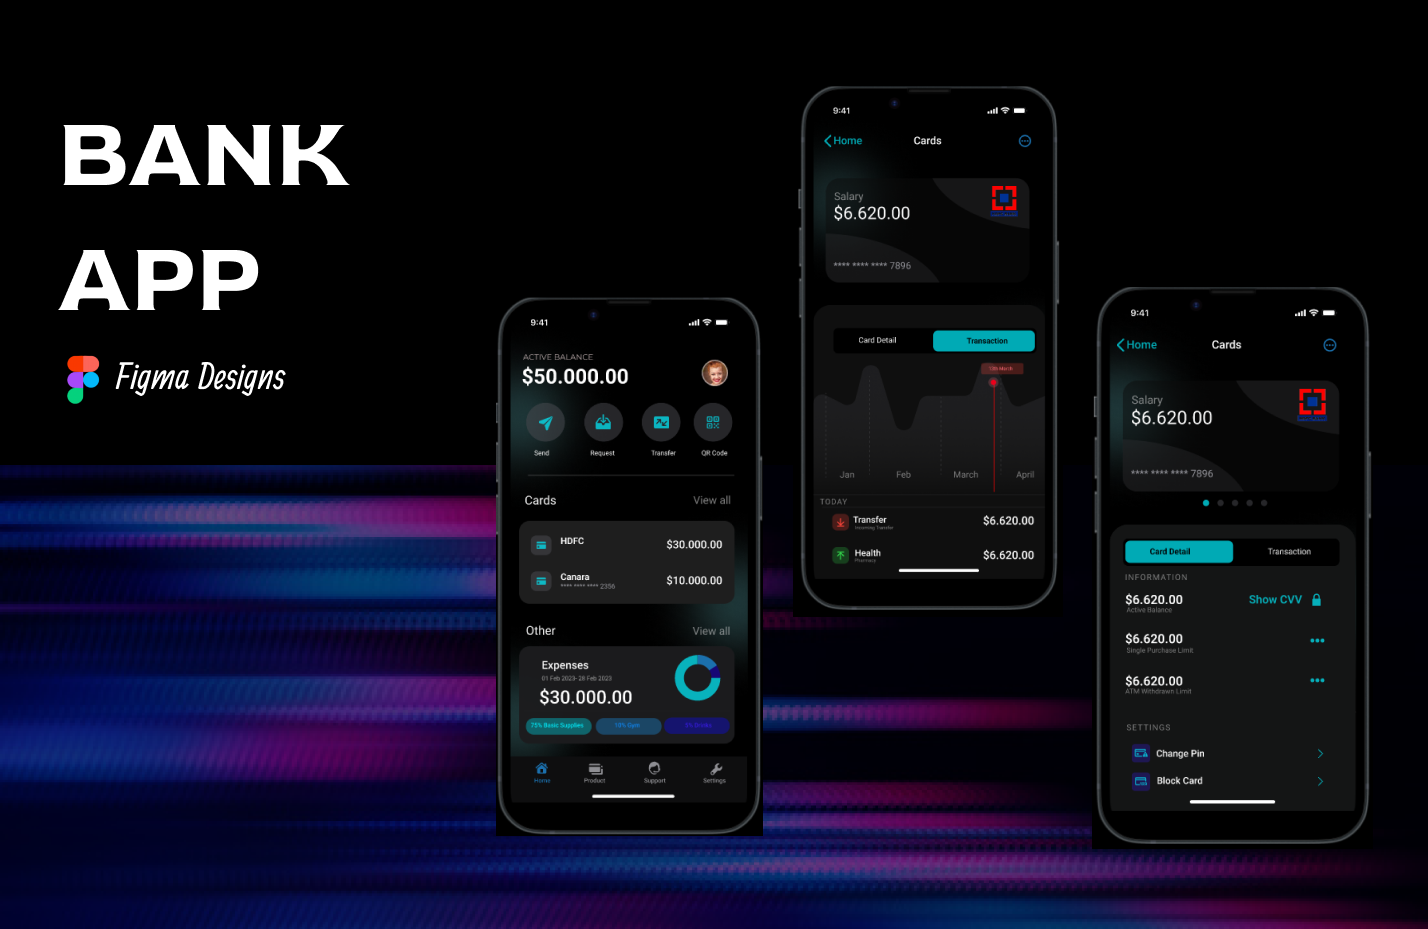 BANK
APP
Figma Designs
9:41
ACTIVE BALANCE
$50.000.00
Send
Request
Transfer
QR Code
Cards
View all
HDFC
$30.000.00
Canara
**** **** **** 2356
$10.000.00
Other
View all
Expenses
01 Feb 2023- 28 Feb 2023
$30.000.00
75% Basic Supplies
10% Gym
Home
Product
Support
Settings
9:41
Home
Cards
Salary
$6.620.00
**** **** **** 7896
Card Detail
Transaction
March
Jan
Feb
March
April
TODAY
Transfer
Incoming Transfer
$6.620.00
Health
Pharmacy
$6.620.00
9:41
Home
Cards
Salary
$6.620.00
**** **** **** 7896
Card Detail
Transaction
INFORMATION
$6.620.00
Active Balance
Show CVV
$6.620.00
Single Purchase Limit
$6.620.00
ATM Withdrawn Limit
SETTINGS
Change Pin
Block Card